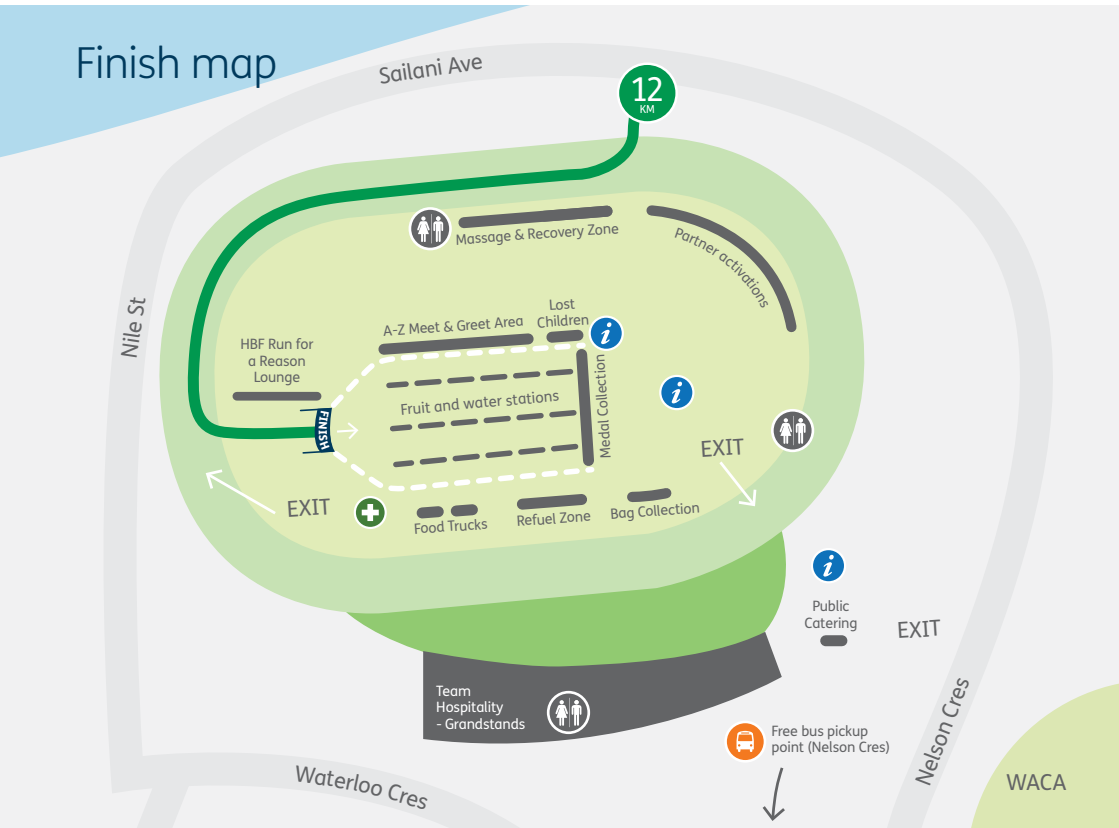 Finish map
Sailani Ave
12
KM
Massage & Recovery Zone
Partner activations
Nile St
A-Z Meet & Greet Area
Lost
Children
i
HBF Run for
a Reason
Lounge
FINISH
Fruit and water stations
Medal Collection
i
EXIT
EXIT
Food Trucks
Refuel Zone
Bag Collection
i
Public
Catering
EXIT
Team
Hospitality
- Grandstands
Free bus pickup
point (Nelson Cres)
Nelson Cres
Waterloo Cres
WACA